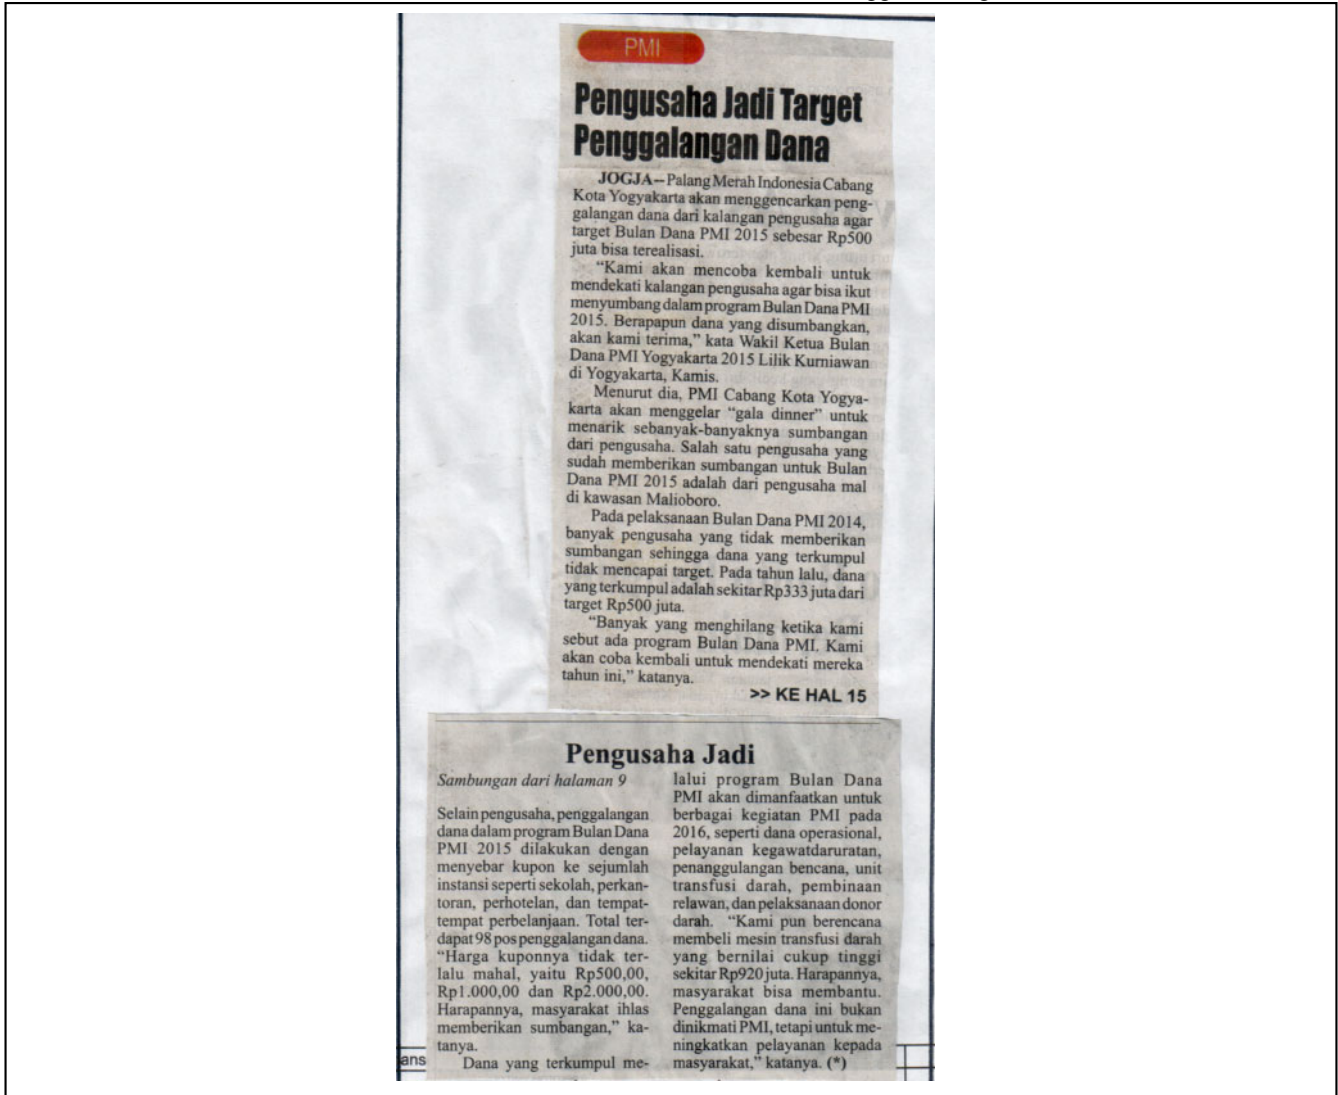 PMI
Pengusaha Jadi Target
Penggalangan Dana
JOGJA—Palang Merah Indonesia Cabang
Kota Yogyakarta akan menggencarkan peng-
galangan dana dari kalangan pengusaha agar
target Bulan Dana PMI 2015 sebesar Rp500
juta bisa terealisasi.
“Kami akan mencoba kembali untuk
mendekati kalangan pengusaha agar bisa ikut
menyumbang dalam program Bulan Dana PMI
2015. Berapapun dana yang disumbangkan,
akan kami terima,” kata Wakil Ketua Bulan
Dana PMI Yogyakarta 2015 Lilik Kurniawan
di Yogyakarta, Kamis.
Menurut dia, PMI Cabang Kota Yogya-
karta akan menggelar “gala dinner” untuk
menarik sebanyak-banyaknya sumbangan
dari pengusaha. Salah satu pengusaha yang
sudah memberikan sumbangan untuk Bulan
Dana PMI 2015 adalah dari pengusaha mal
di kawasan Malioboro.
Pada pelaksanaan Bulan Dana PMI 2014,
banyak pengusaha yang tidak memberikan
sumbangan sehingga dana yang terkumpul
tidak mencapai target. Pada tahun lalu, dana
yang terkumpul adalah sekitar Rp333 juta dari
target Rp500 juta.
“Banyak yang menghilang ketika kami
sebut ada program Bulan Dana PMI. Kami
akan coba kembali untuk mendekati mereka
tahun ini,” katanya.
>> KE HAL 15
Pengusaha Jadi
Sambungan dari halaman 9
Selain pengusaha, penggalangan
dana dalam program Bulan Dana
PMI 2015 dilakukan dengan
menyebar kupon ke sejumlah
instansi seperti sekolah, perkan-
toran, perhotelan, dan tempat-
tempat perbelanjaan. Total ter-
dapat 98 pos penggalangan dana.
“Harga kuponnya tidak ter-
lalu mahal, yaitu Rp500,00,
Rp1.000,00 dan Rp2.000,00.
Harapannya, masyarakat ihlas
memberikan sumbangan,” ka-
tanya.
Dana yang terkumpul me-
lalui program Bulan Dana
PMI akan dimanfaatkan untuk
berbagai kegiatan PMI pada
2016, seperti dana operasional,
pelayanan kegawatdaruratan,
penanggulangan bencana, unit
transfusi darah, pembinaan
relawan, dan pelaksanaan donor
darah. “Kami pun berencana
membeli mesin transfusi darah
yang bernilai cukup tinggi
sekitar Rp920 juta. Harapannya,
masyarakat bisa membantu.
Penggalangan dana ini bukan
dinikmati PMI, tetapi untuk me-
ningkatkan pelayanan kepada
masyarakat,” katanya. (*)
ans